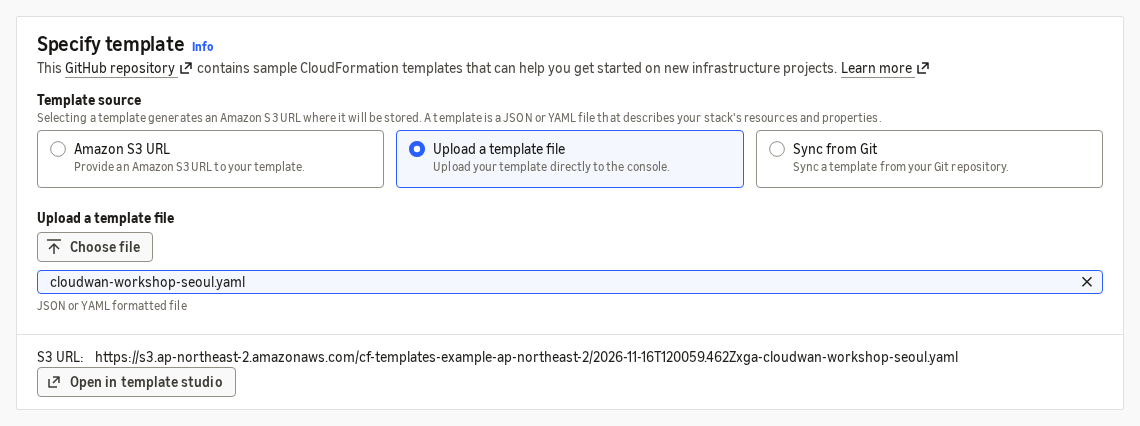 Specify template Info
This GitHub repository contains sample CloudFormation templates that can help you get started on new infrastructure projects. Learn more
Template source
Selecting a template generates an Amazon S3 URL where it will be stored. A template is a JSON or YAML file that describes your stack's resources and properties.
Amazon S3 URL
Provide an Amazon S3 URL to your template.
Upload a template file
Upload your template directly to the console.
Sync from Git
Sync a template from your Git repository.
Upload a template file
Choose file
cloudwan-workshop-seoul.yaml
JSON or YAML formatted file
S3 URL: https://s3.ap-northeast-2.amazonaws.com/cf-templates-example-ap-northeast-2/2026-11-16T120059.462Zxga-cloudwan-workshop-seoul.yaml
Open in template studio